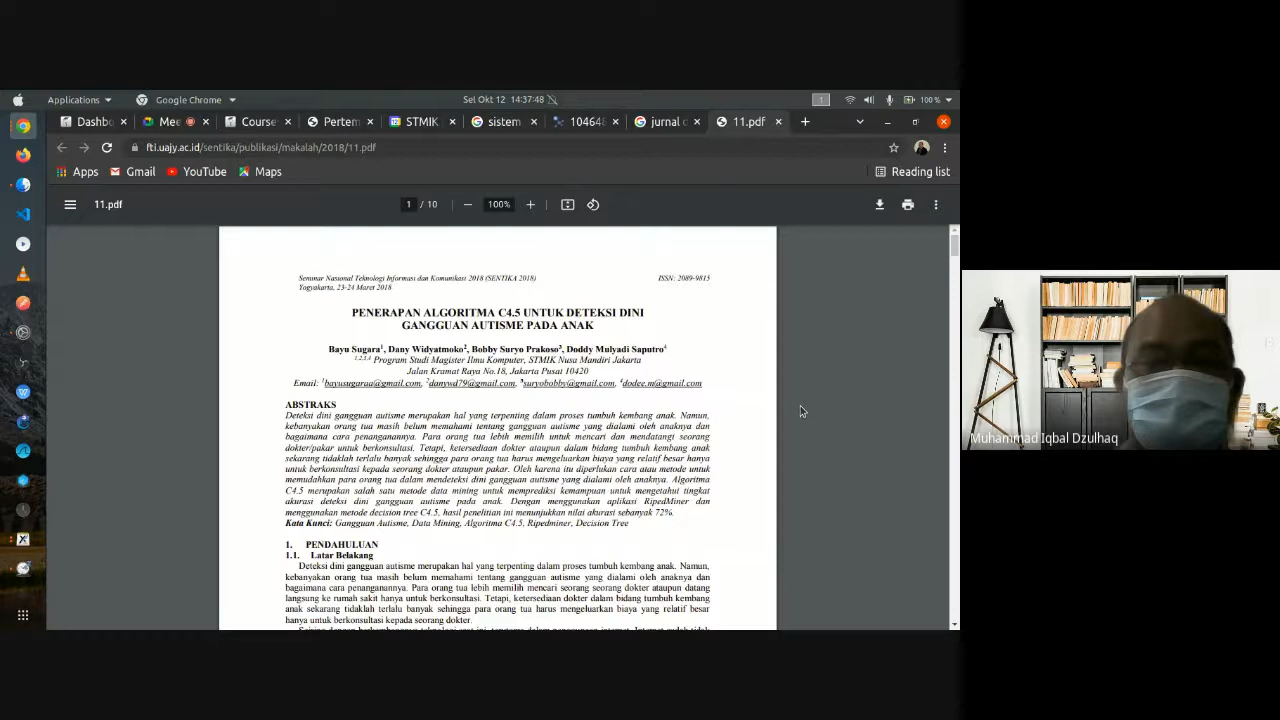 Applications
Google Chrome
Sel Okt 12 14:37:48
1
100 %
Dashbo
Mee
Course
Pertem
STMIK
sistem
104648
jurnal c
11.pdf
fti.uajy.ac.id/sentika/publikasi/makalah/2018/11.pdf
Apps
Gmail
YouTube
Maps
Reading list
11.pdf
1 / 10
100%
Seminar Nasional Teknologi Informasi dan Komunikasi 2018 (SENTIKA 2018)
ISSN: 2089-9815
Yogyakarta, 23-24 Maret 2018
PENERAPAN ALGORITMA C4.5 UNTUK DETEKSI DINI
GANGGUAN AUTISME PADA ANAK
Bayu Sugara1, Dany Widyatmoko2, Bobby Suryo Prakoso3, Doddy Mulyadi Saputro4
1,2,3,4 Program Studi Magister Ilmu Komputer, STMIK Nusa Mandiri Jakarta
Jalan Kramat Raya No.18, Jakarta Pusat 10420
Email: 1bayusugaraa@gmail.com, 2danywd79@gmail.com, 3suryobobby@gmail.com, 4dodee.m@gmail.com
ABSTRAKS
Deteksi dini gangguan autisme merupakan hal yang terpenting dalam proses tumbuh kembang anak. Namun,
kebanyakan orang tua masih belum memahami tentang gangguan autisme yang dialami oleh anaknya dan
bagaimana cara penanganannya. Para orang tua lebih memilih untuk mencari dan mendatangi seorang
dokter/pakar untuk berkonsultasi. Tetapi, ketersediaan dokter ataupun dalam bidang tumbuh kembang anak
sekarang tidaklah terlalu banyak sehingga para orang tua harus mengeluarkan biaya yang relatif besar hanya
untuk berkonsultasi kepada seorang dokter ataupun pakar. Oleh karena itu diperlukan cara atau metode untuk
memudahkan para orang tua dalam mendeteksi dini gangguan autisme yang dialami oleh anaknya. Algoritma
C4.5 merupakan salah satu metode data mining untuk memprediksi kemampuan untuk mengetahui tingkat
akurasi deteksi dini gangguan autisme pada anak. Dengan menggunakan aplikasi RipedMiner dan
menggunakan metode decision tree C4.5, hasil penelitian ini menunjukkan nilai akurasi sebanyak 72%.
Kata Kunci: Gangguan Autisme, Data Mining, Algoritma C4.5, Ripedminer, Decision Tree
1. PENDAHULUAN
1.1. Latar Belakang
Deteksi dini gangguan autisme merupakan hal yang terpenting dalam proses tumbuh kembang anak. Namun,
kebanyakan orang tua masih belum memahami tentang gangguan autisme yang dialami oleh anaknya dan
bagaimana cara penanganannya. Para orang tua lebih memilih mencari seorang seorang dokter ataupun datang
langsung ke rumah sakit hanya untuk berkonsultasi. Tetapi, ketersediaan dokter dalam bidang tumbuh kembang
anak sekarang tidaklah terlalu banyak sehingga para orang tua harus mengeluarkan biaya yang relatif besar
hanya untuk berkonsultasi kepada seorang dokter.
Muhammad Iqbal Dzulhaq